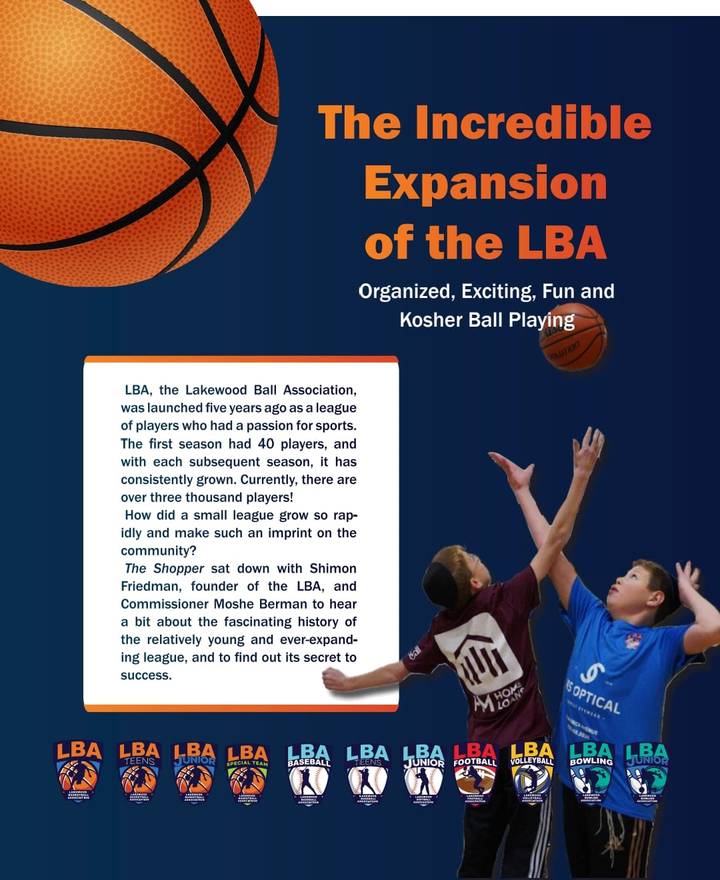 The Incredible
Expansion
of the LBA
Organized, Exciting, Fun and
Kosher Ball Playing
LBA, the Lakewood Ball Association,
was launched five years ago as a league
of players who had a passion for sports.
The first season had 40 players, and
with each subsequent season, it has
consistently grown. Currently, there are
over three thousand players!
How did a small league grow so rap-
idly and make such an imprint on the
community?
The Shopper sat down with Shimon
Friedman, founder of the LBA, and
Commissioner Moshe Berman to hear
a bit about the fascinating history of
the relatively young and ever-expand-
ing league, and to find out its secret to
success.
HOME
LOANS
OPTICAL
LBA
LBA
TEENS
LBA
JUNIOR
LBA
SPECIAL TEAM
LBA
BASEBALL
LBA
TEENS
LBA
JUNIOR
LBA
FOOTBALL
LBA
VOLLEYBALL
LBA
BOWLING
LBA
JUNIOR